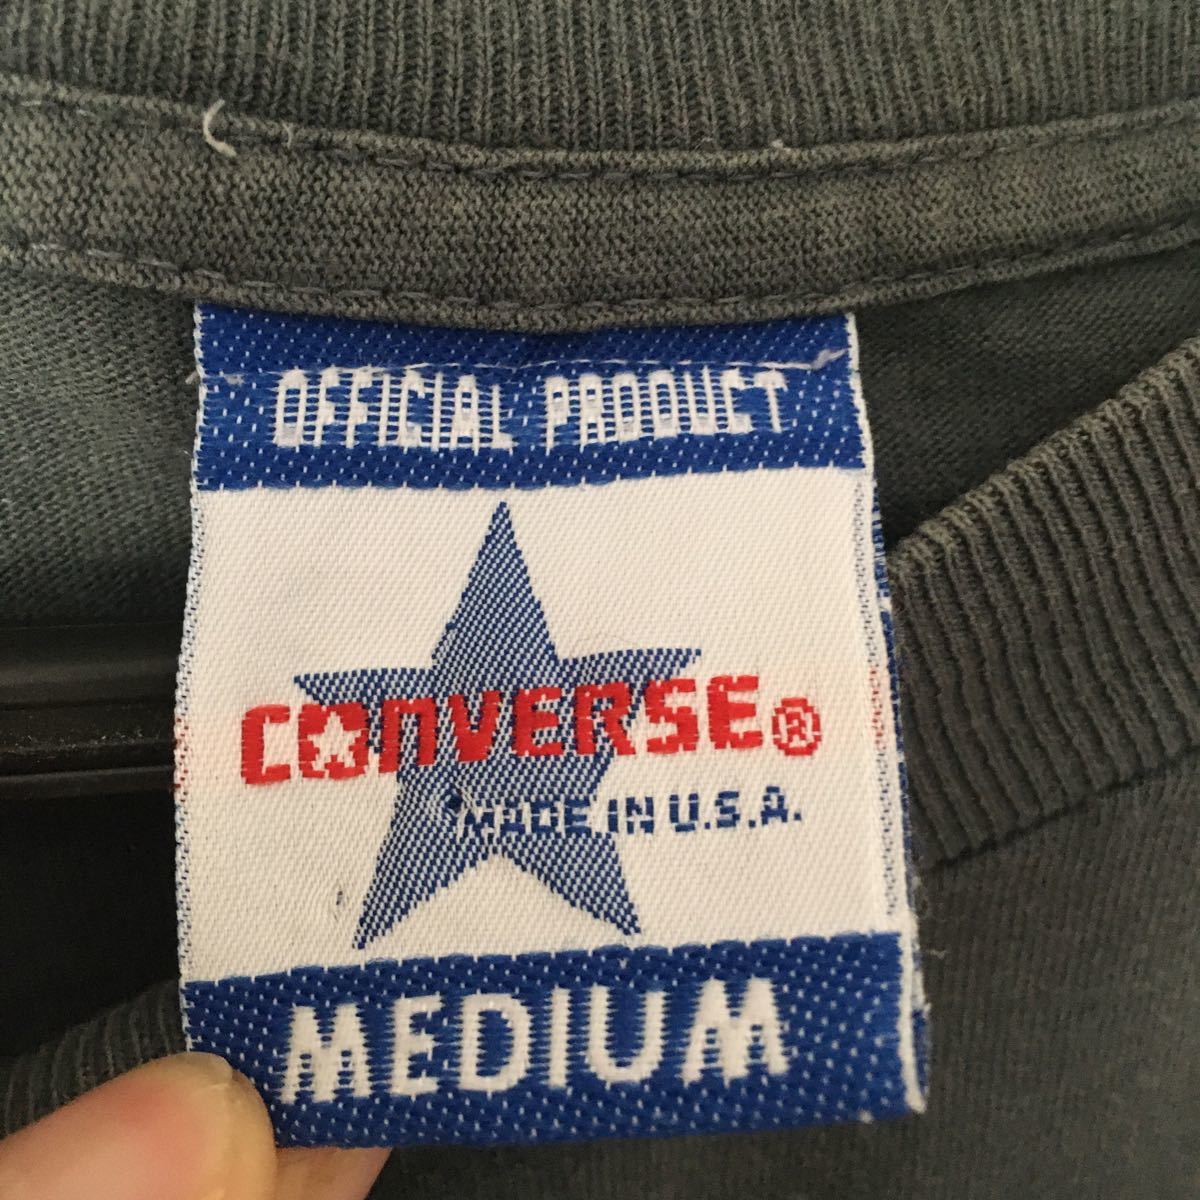 OFFICIAL PRODUCT
CONVERSE®
MADE IN U.S.A.
MEDIUM